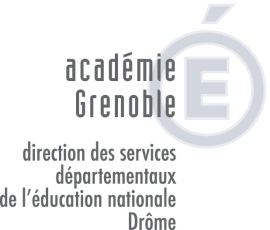 académie
Grenoble
É
direction des services
départementaux
de l'éducation nationale
Drôme